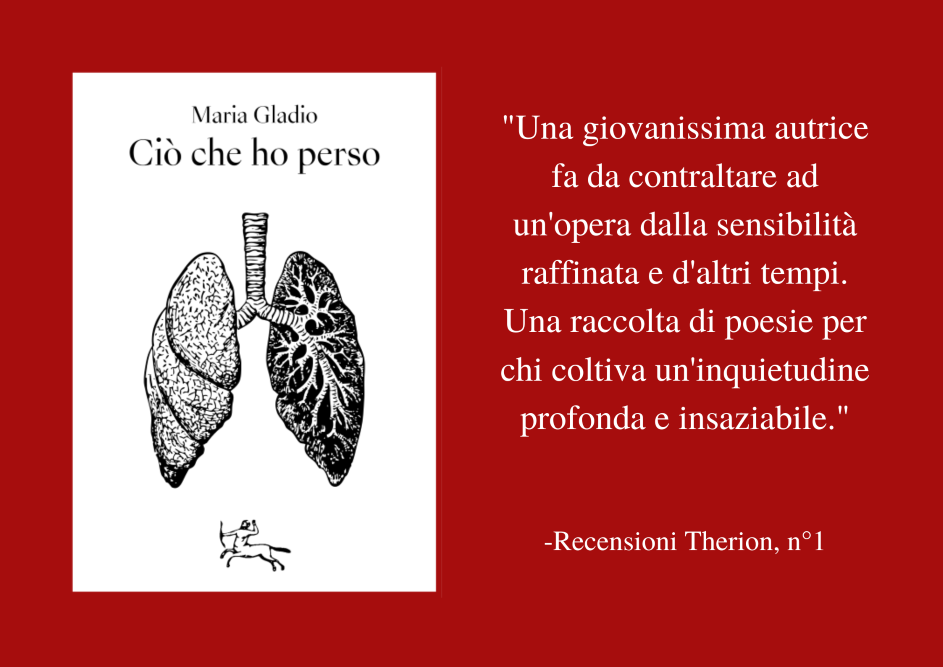 Maria Gladio
Ciò che ho perso
"Una giovanissima autrice
fa da contraltare ad
un'opera dalla sensibilità
raffinata e d'altri tempi.
Una raccolta di poesie per
chi coltiva un'inquietudine
profonda e insaziabile."
-Recensioni Therion, n°1